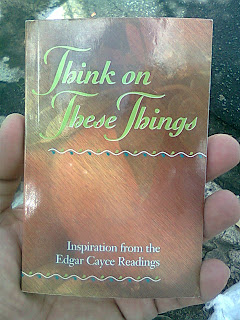 Think on
These Things
Inspiration from the
Edgar Cayce Readings